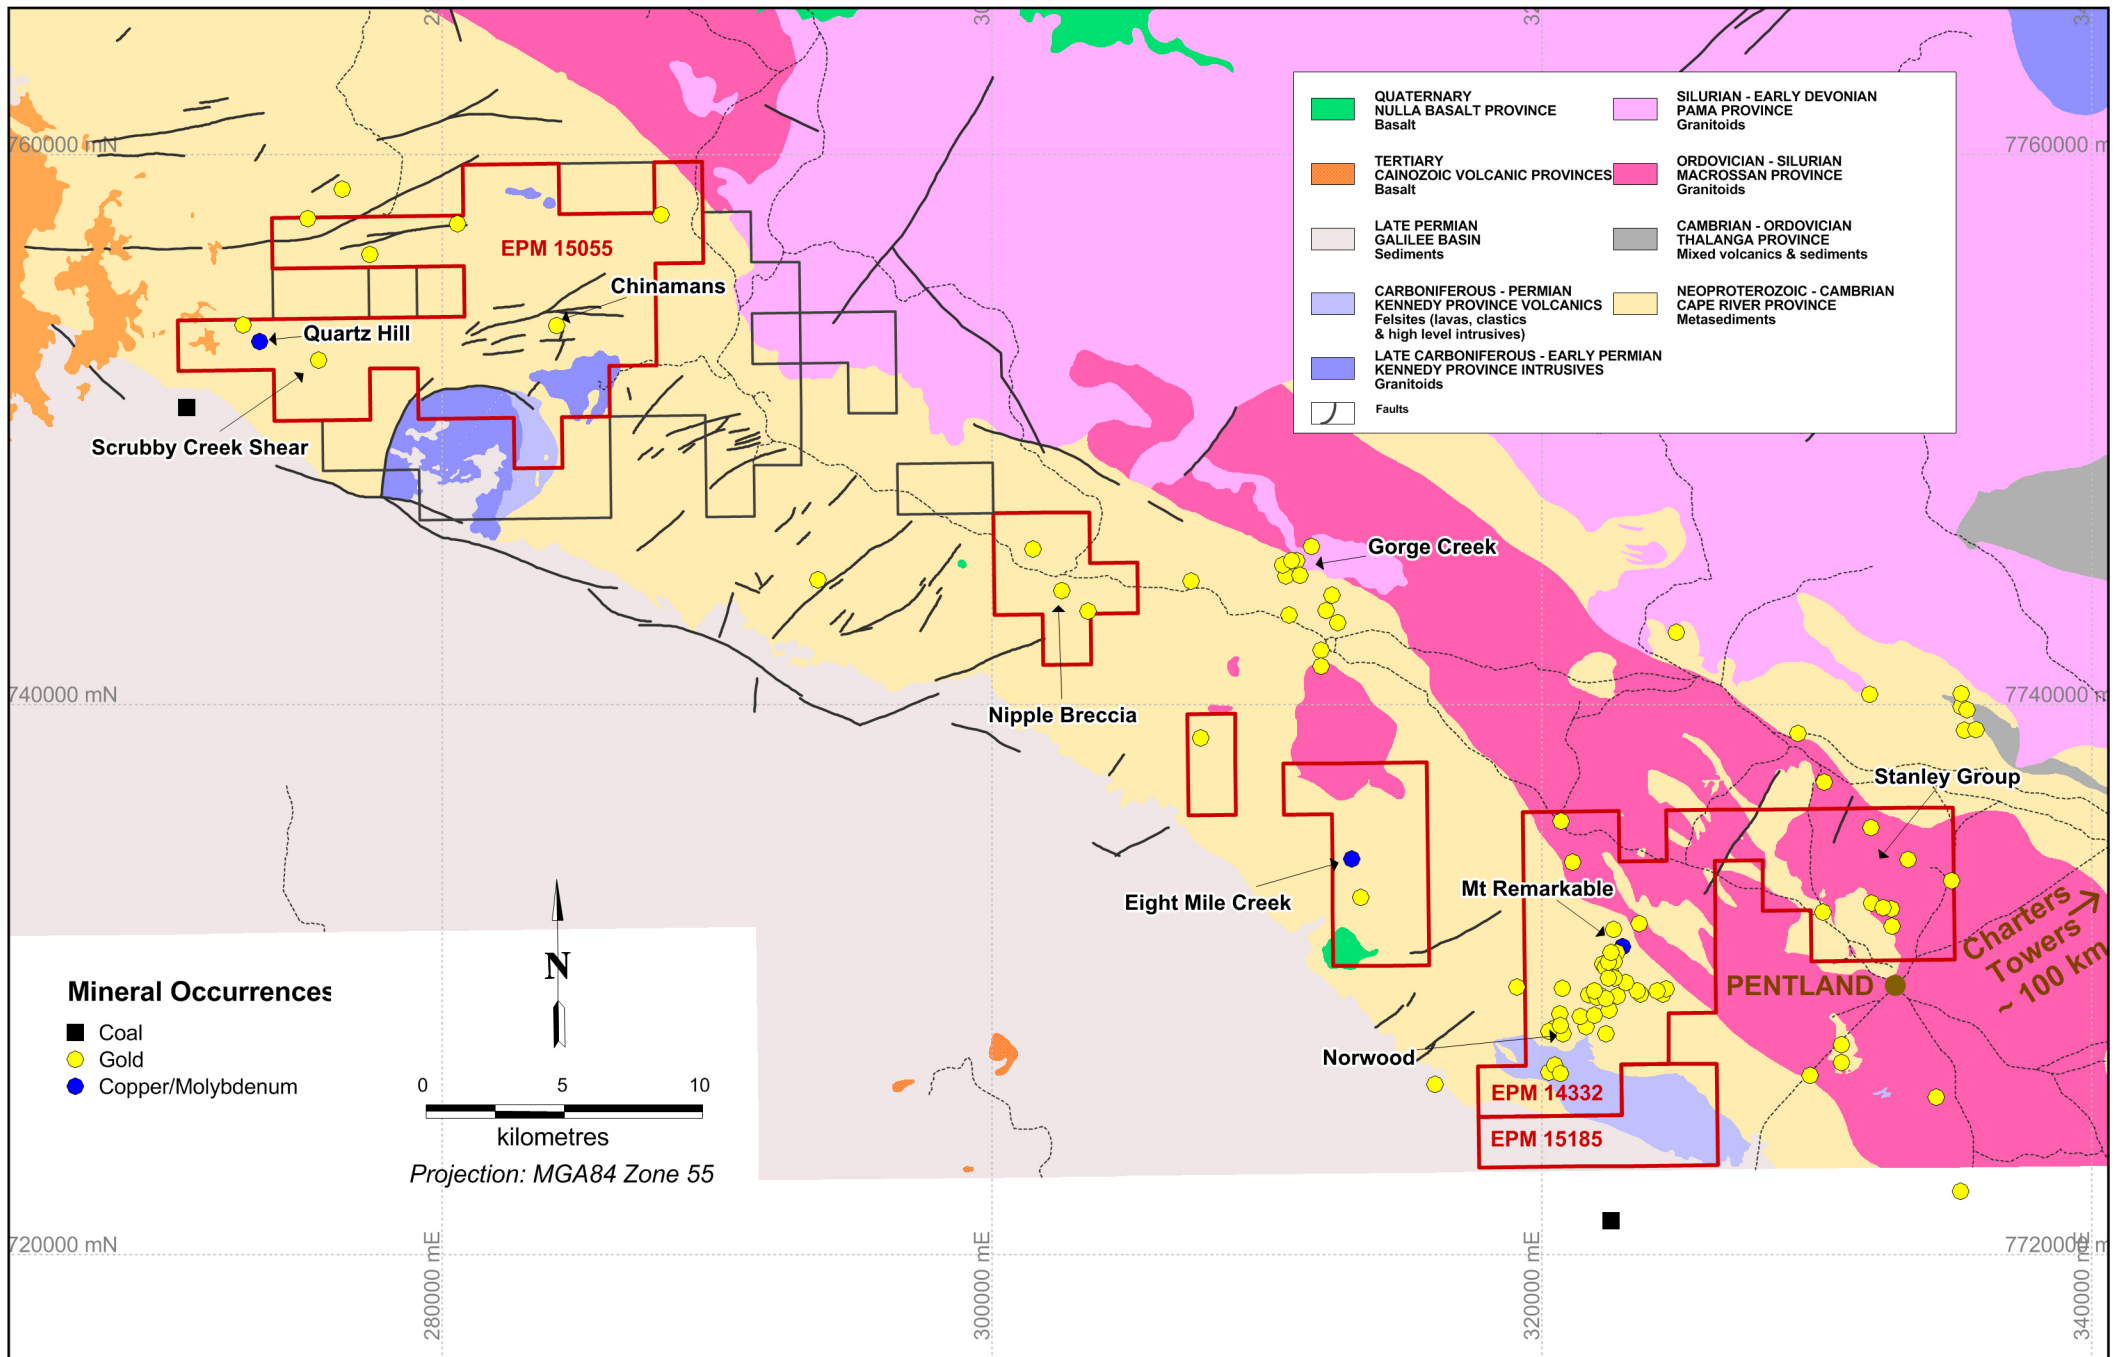 28
30
32
34
760000 mN
7760000 m
QUATERNARY
NULLA BASALT PROVINCE
Basalt
TERTIARY
CAINOZOIC VOLCANIC PROVINCES
Basalt
LATE PERMIAN
GALILEE BASIN
Sediments
CARBONIFEROUS - PERMIAN
KENNEDY PROVINCE VOLCANICS
Felsites (lavas, clastics
& high level intrusives)
LATE CARBONIFEROUS - EARLY PERMIAN
KENNEDY PROVINCE INTRUSIVES
Granitoids
Faults
SILURIAN - EARLY DEVONIAN
PAMA PROVINCE
Granitoids
ORDOVICIAN - SILURIAN
MACROSSAN PROVINCE
Granitoids
CAMBRIAN - ORDOVICIAN
THALANGA PROVINCE
Mixed volcanics & sediments
NEOPROTEROZOIC - CAMBRIAN
CAPE RIVER PROVINCE
Metasediments
EPM 15055
Chinamans
Quartz Hill
Scrubby Creek Shear
Gorge Creek
740000 mN
7740000 m
Nipple Breccia
Stanley Group
Eight Mile Creek
Mt Remarkable
Charters
Towers
~ 100 km
PENTLAND
Norwood
EPM 14332
EPM 15185
N
Mineral Occurrences
Coal
Gold
Copper/Molybdenum
0 5 10
kilometres
Projection: MGA84 Zone 55
720000 mN
7720000 m
280000 mE
300000 mE
320000 mE
340000 mE